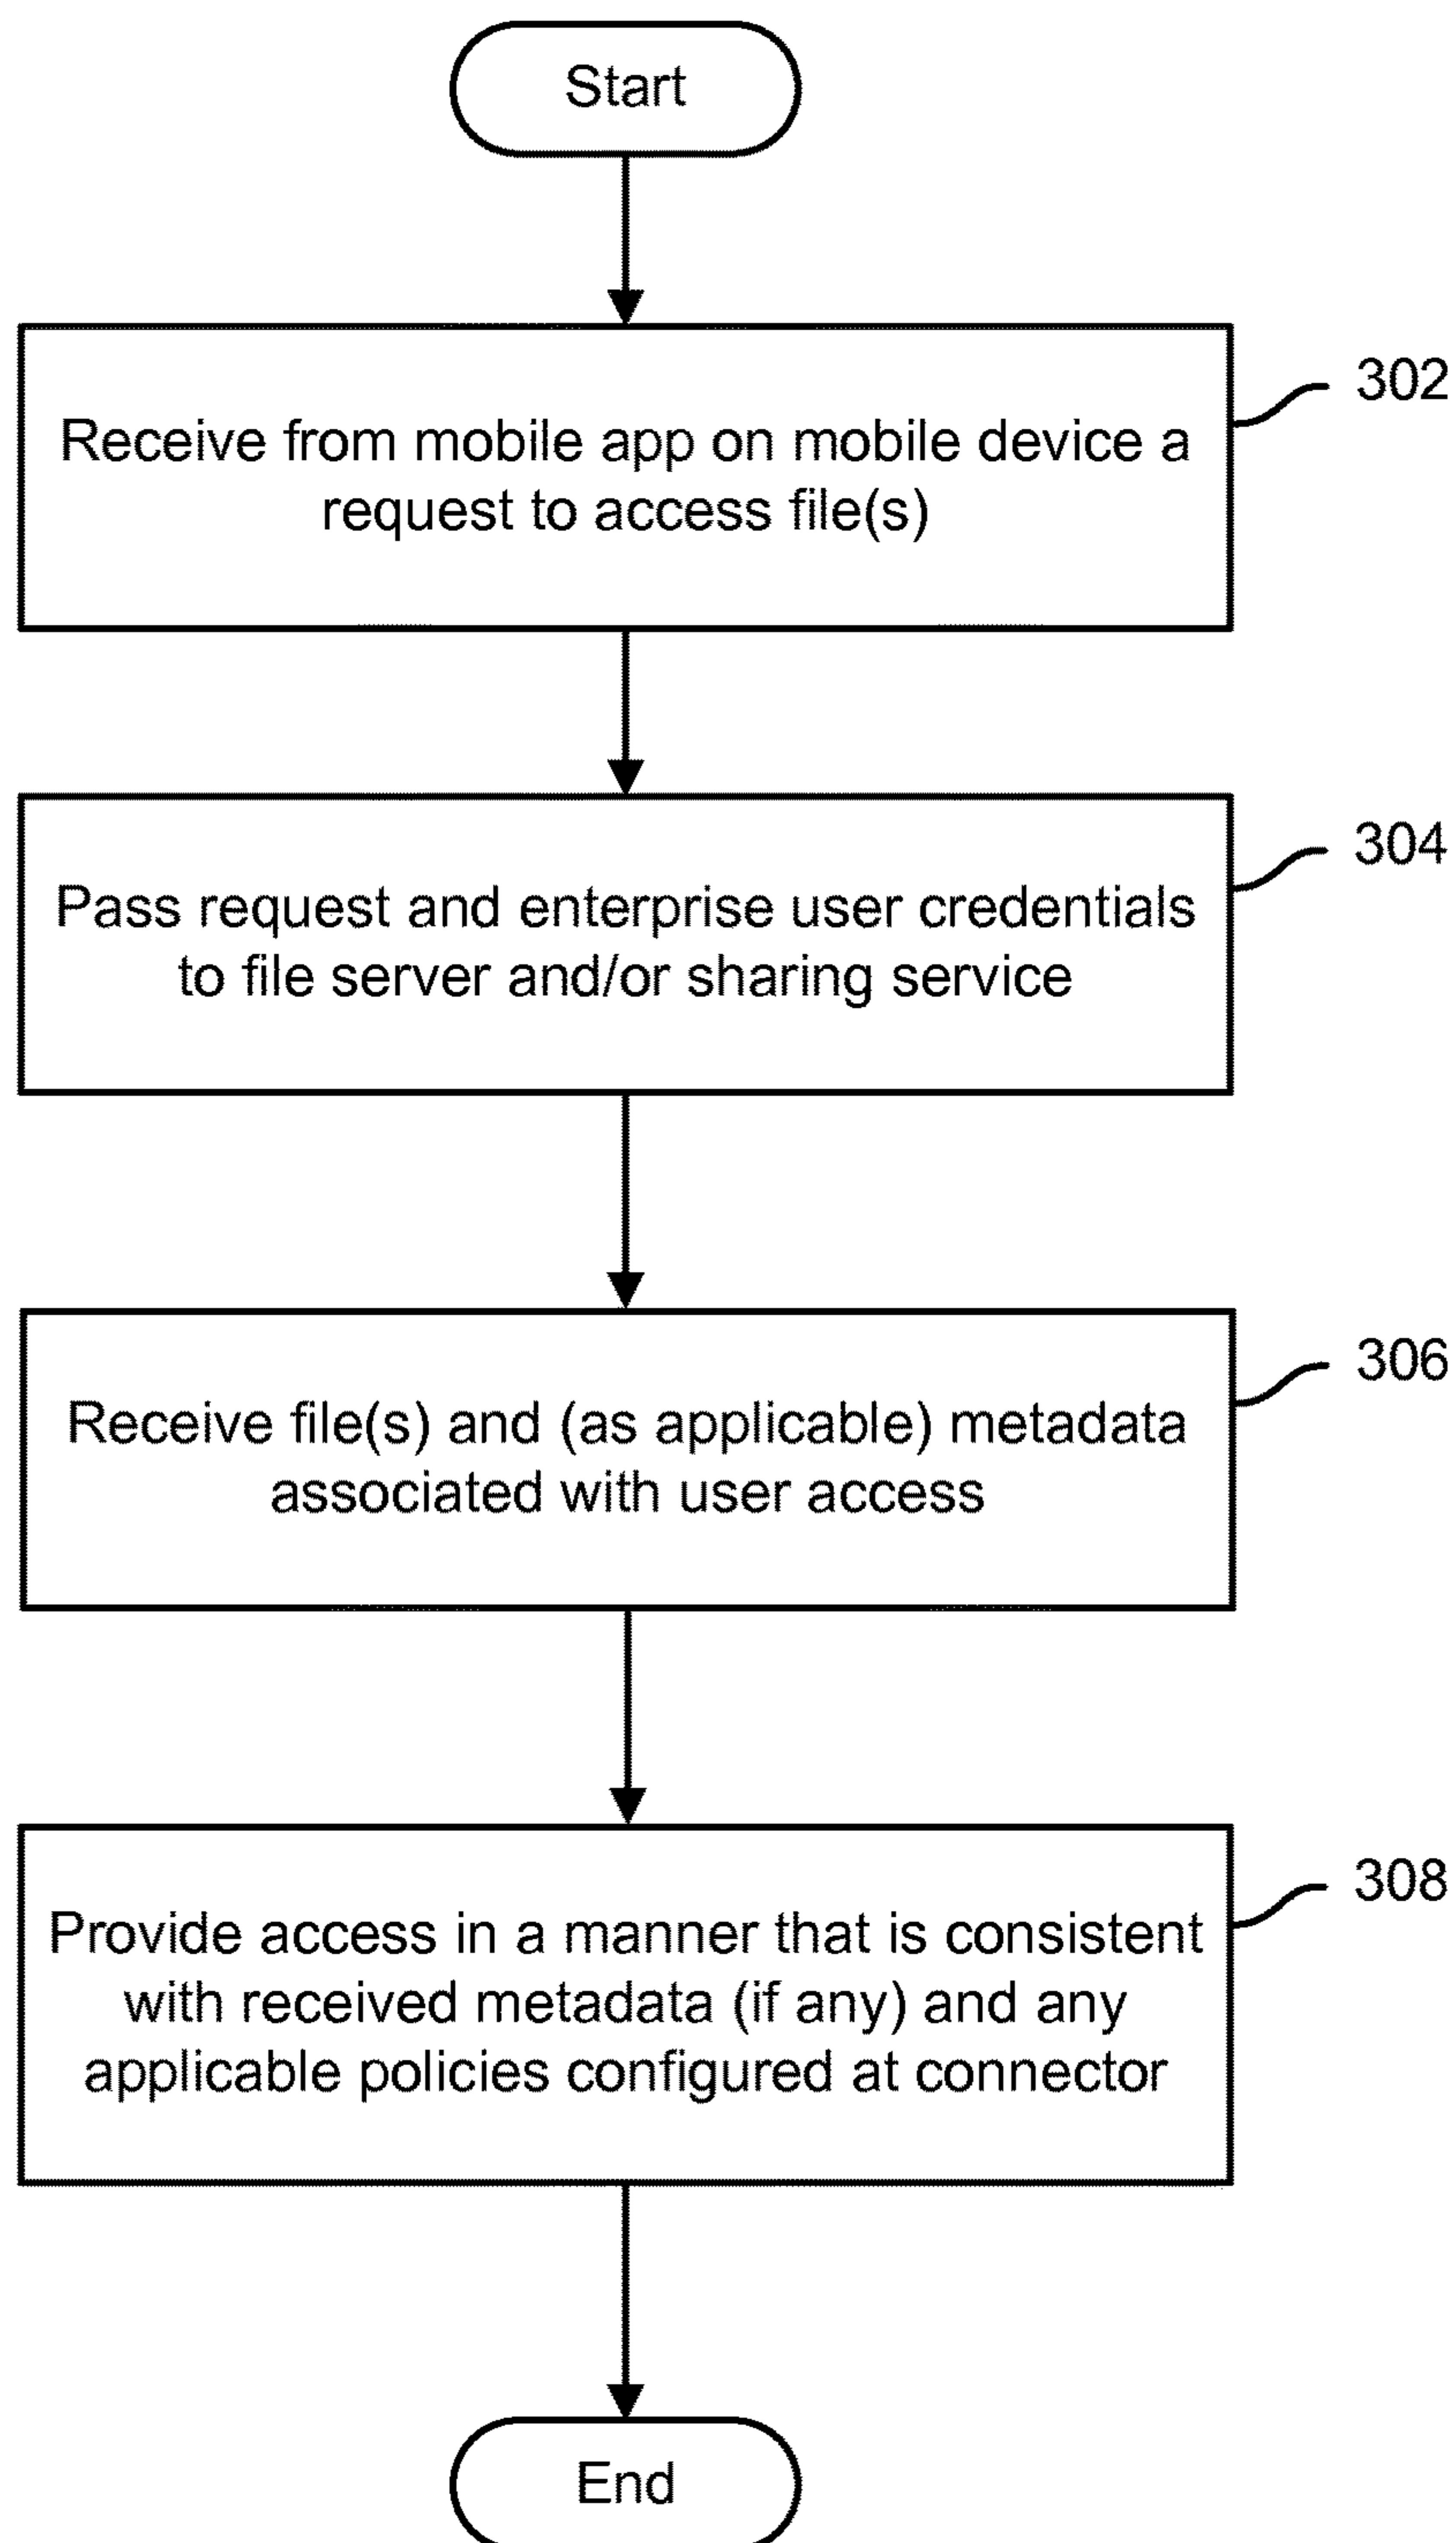 Start
302
Receive from mobile app on mobile device a
request to access file(s)
304
Pass request and enterprise user credentials
to file server and/or sharing service
306
Receive file(s) and (as applicable) metadata
associated with user access
308
Provide access in a manner that is consistent
with received metadata (if any) and any
applicable policies configured at connector
End